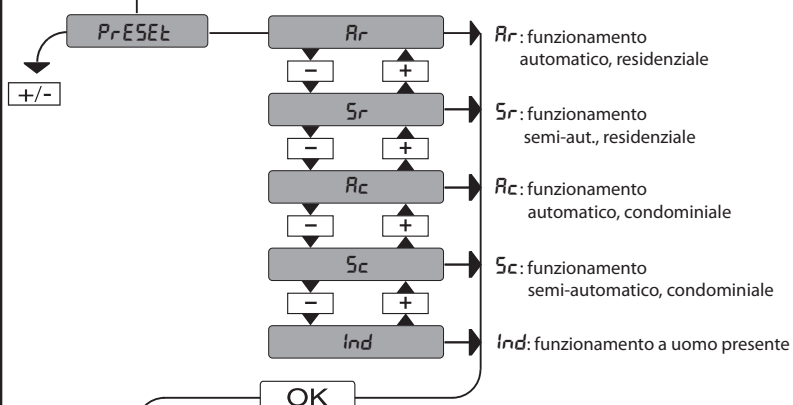 PrESEt
+/-
Ar
Ar: funzionamento
automatico, residenziale
- +
Sr
Sr: funzionamento
semi-aut., residenziale
- +
Ac
Ac: funzionamento
automatico, condominiale
- +
Sc
Sc: funzionamento
semi-automatico, condominiale
- +
Ind
Ind: funzionamento a uomo presente
OK